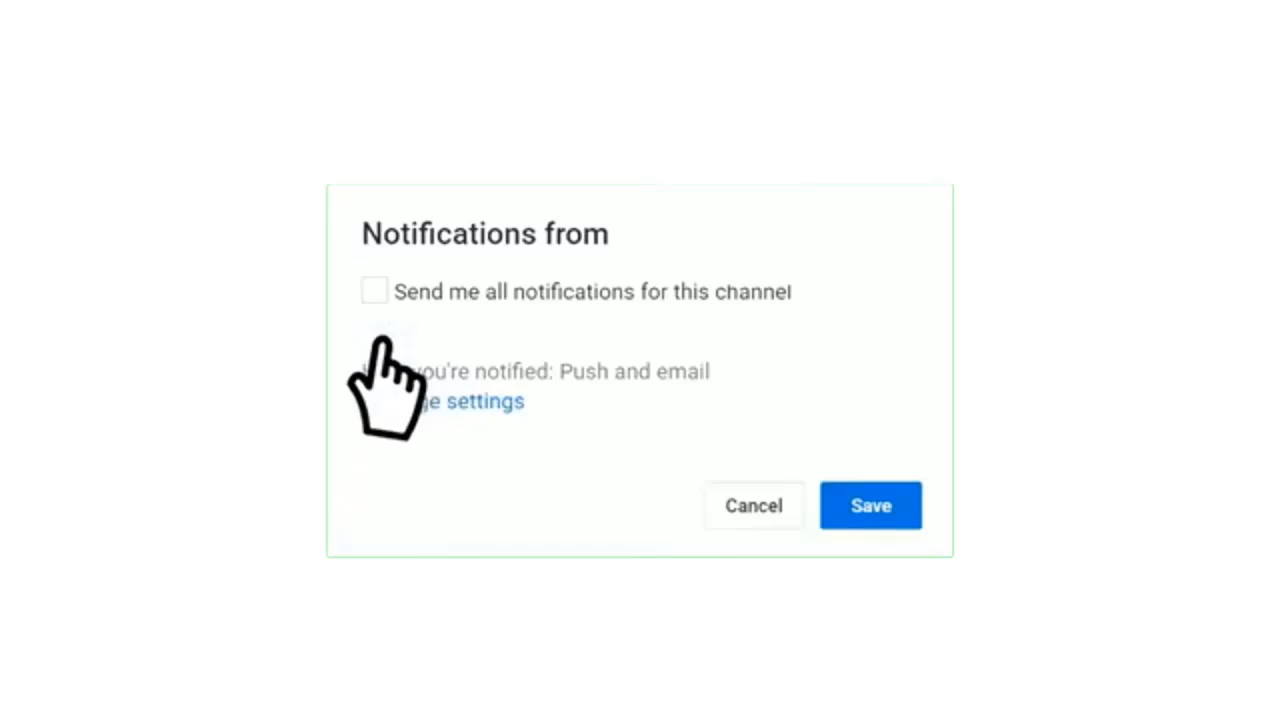 Notifications from
Send me all notifications for this channel
you're notified: Push and email
settings
Cancel
Save